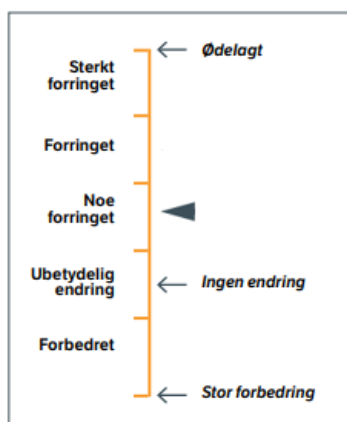 Ødelagt
Sterkt
forringet
Forringet
Noe
forringet
Ubetydelig
endring
Ingen endring
Forbedret
Stor forbedring